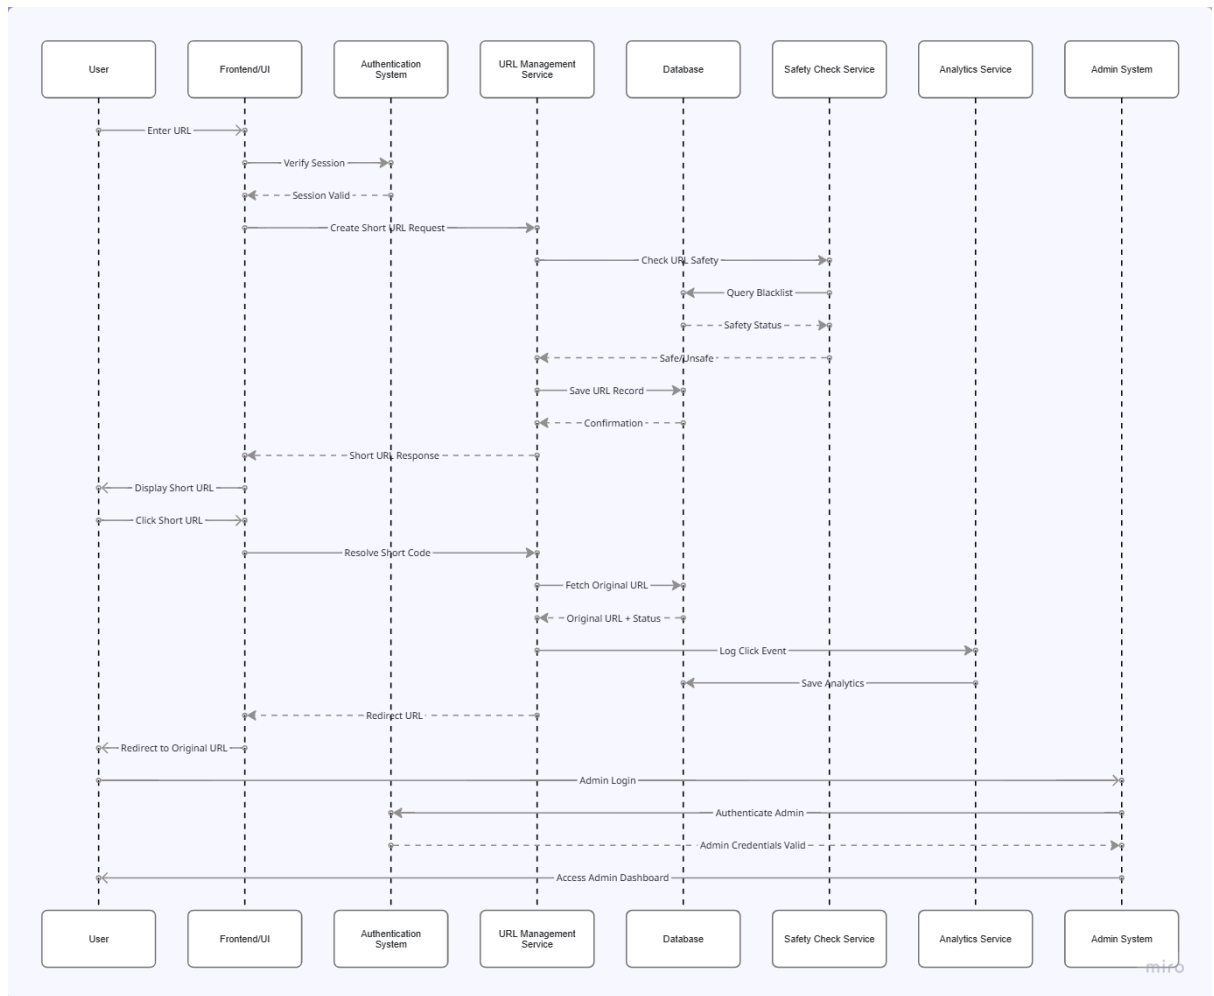 User
Frontend/UI
Authentication
System
URL Management
Service
Database
Safety Check Service
Analytics Service
Admin System
Enter URL
Verify Session
Session Valid
Create Short URL Request
Check URL Safety
Query Blacklist
Safety Status
Safe/Unsafe
Save URL Record
Confirmation
Short URL Response
Display Short URL
Click Short URL
Resolve Short Code
Fetch Original URL
Original URL + Status
Log Click Event
Save Analytics
Redirect URL
Redirect to Original URL
Admin Login
Authenticate Admin
Admin Credentials Valid
Access Admin Dashboard
User
Frontend/UI
Authentication
System
URL Management
Service
Database
Safety Check Service
Analytics Service
Admin System
miro